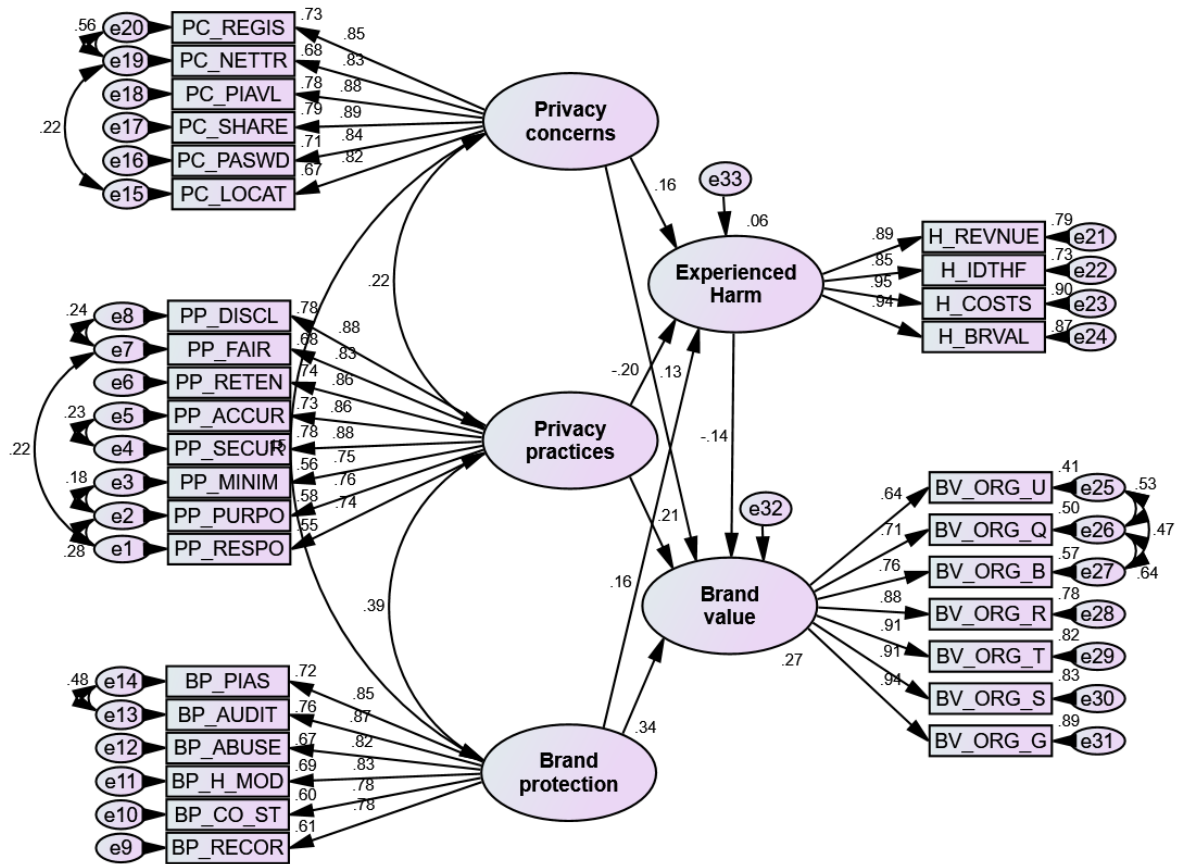 .56
e20 PC_REGIS .73
e19 PC_NETTR .68
e18 PC_PIAVL .78
e17 PC_SHARE .79
e16 PC_PASWD .71
e15 PC_LOCAT .67
.22
.85
.83
.88
.89
.84
.82
Privacy
concerns
.22
.16
e33
.06
Experienced
Harm
.89
.85
.95
.94
H_REVNUE .79 e21
H_IDTHF .73 e22
H_COSTS .90 e23
H_BRVAL .87 e24
.24
e8 PP_DISCL .78
e7 PP_FAIR .68
e6 PP_RETEN .74
.23
e5 PP_ACCUR .73
e4 PP_SECUR .15 .78
.22
.18
e3 PP_MINIM .56
e2 PP_PURPO .58
.28
e1 PP_RESPO .55
.88
.83
.86
.86
.88
.75
.76
.74
Privacy
practices
-.20
.13
-.14
.21
.16
.39
e32
Brand
value
.27
.34
.64
.71
.76
.88
.91
.91
.94
BV_ORG_U .41 e25
BV_ORG_Q .50 e26
BV_ORG_B .57 e27
BV_ORG_R .78 e28
BV_ORG_T .82 e29
BV_ORG_S .83 e30
BV_ORG_G .89 e31
.53
.47
.64
.48
e14 BP_PIAS .72
e13 BP_AUDIT .76
e12 BP_ABUSE .67
e11 BP_H_MOD .69
e10 BP_CO_ST .60
e9 BP_RECOR .61
.85
.87
.82
.83
.78
.78
Brand
protection